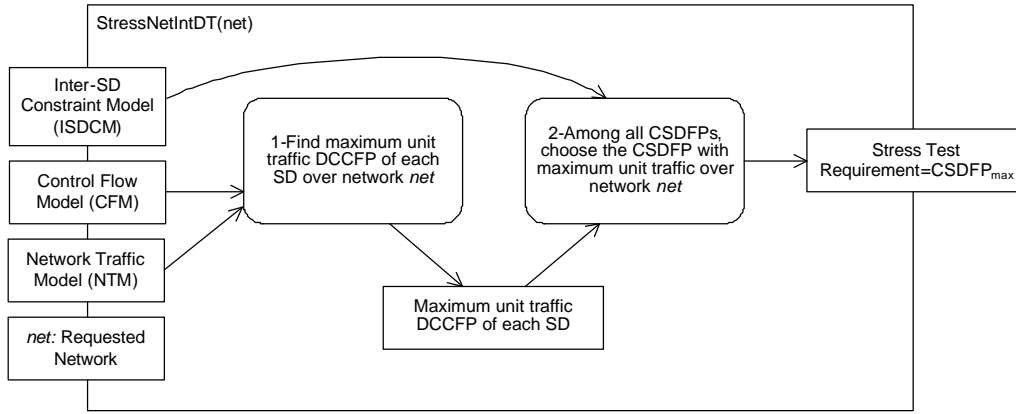 StressNetIntDT(net)
Inter-SD
Constraint Model
(ISDCM)
Control Flow
Model (CFM)
Network Traffic
Model (NTM)
net: Requested
Network
1-Find maximum unit
traffic DCCFP of each
SD over network net
2-Among all CSDFPs,
choose the CSDFP with
maximum unit traffic over
network net
Maximum unit traffic
DCCFP of each SD
Stress Test
Requirement=CSDFPmax